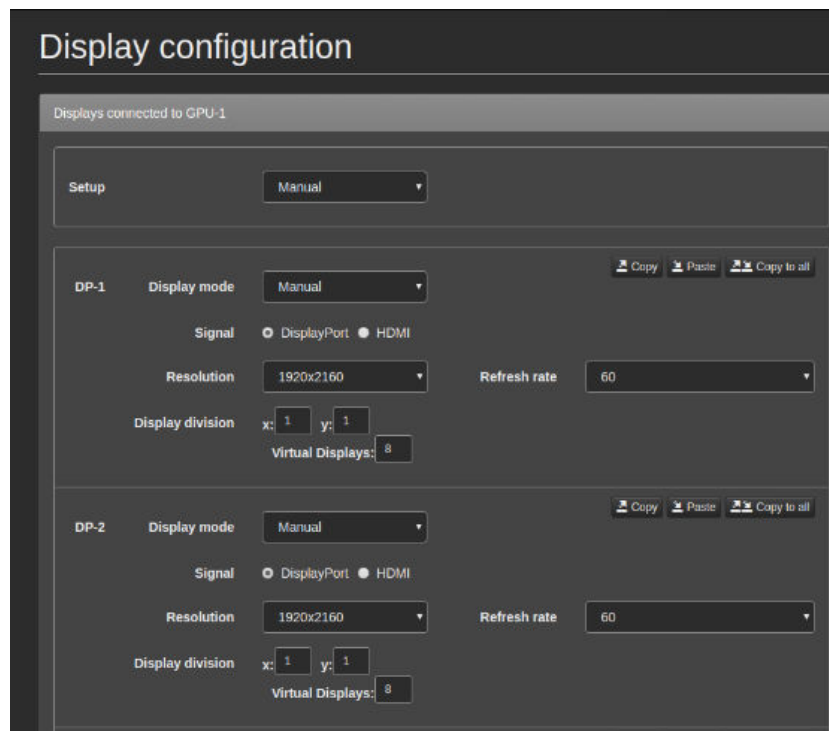 Display configuration
Displays connected to GPU-1
Setup Manual
Copy Paste Copy to all
DP-1 Display mode Manual
Signal DisplayPort HDMI
Resolution 1920x2160 Refresh rate 60
Display division x: 1 y: 1
Virtual Displays: 8
Copy Paste Copy to all
DP-2 Display mode Manual
Signal DisplayPort HDMI
Resolution 1920x2160 Refresh rate 60
Display division x: 1 y: 1
Virtual Displays: 8